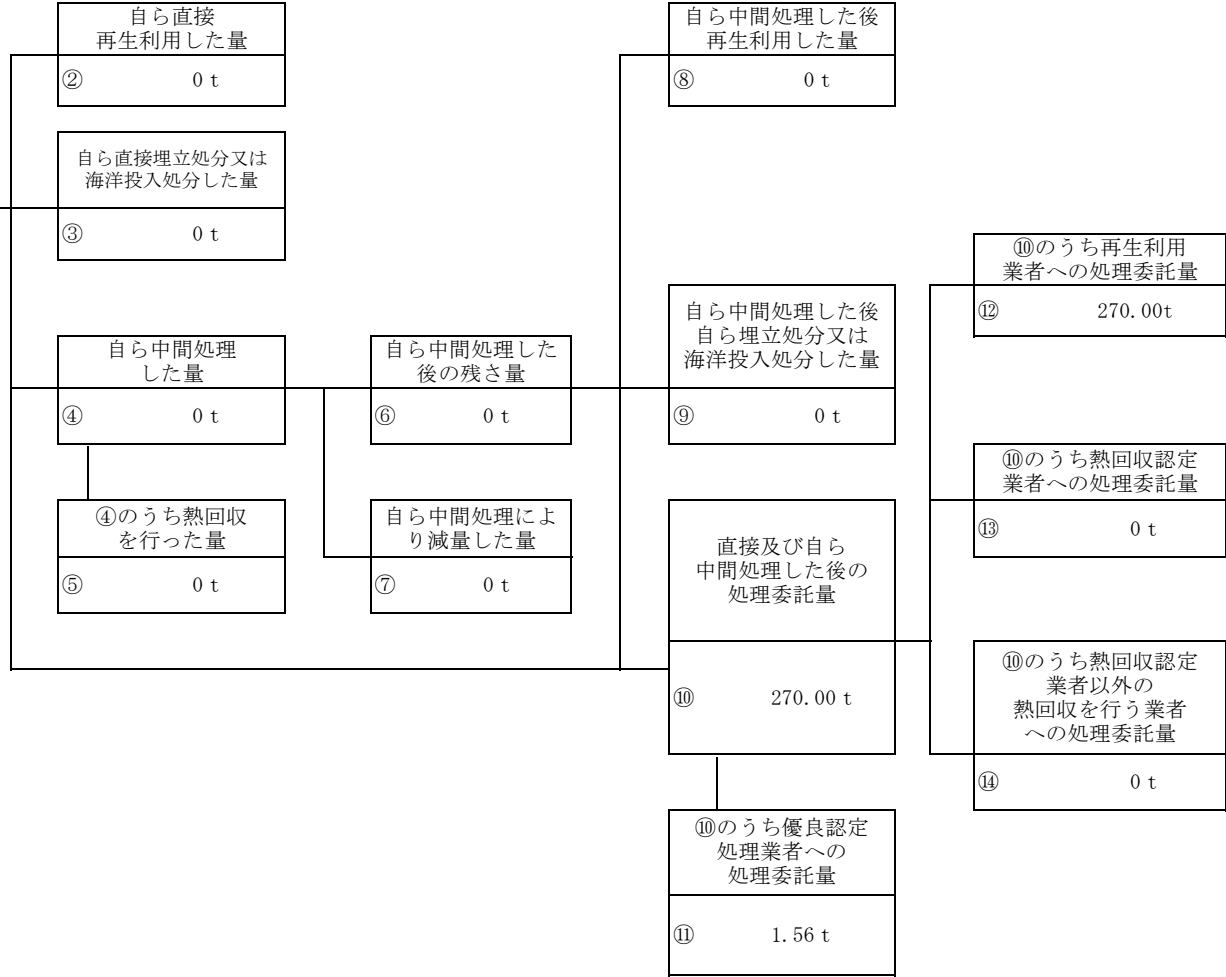 自ら直接
再生利用した量
② 0 t
自ら直接埋立処分又は
海洋投入処分した量
③ 0 t
自ら中間処理
した量
④ 0 t
④のうち熱回収
を行った量
⑤ 0 t
自ら中間処理した
後の残さ量
⑥ 0 t
自ら中間処理によ
り減量した量
⑦ 0 t
自ら中間処理した後
再生利用した量
⑧ 0 t
自ら中間処理した後
自ら埋立処分又は
海洋投入処分した量
⑨ 0 t
直接及び自ら
中間処理した後の
処理委託量
⑩ 270.00 t
⑩のうち優良認定
処理業者への
処理委託量
⑪ 1.56 t
⑩のうち再生利用
業者への処理委託量
⑫ 270.00t
⑩のうち熱回収認定
業者への処理委託量
⑬ 0 t
⑩のうち熱回収認定
業者以外の
熱回収を行う業者
への処理委託量
⑭ 0 t